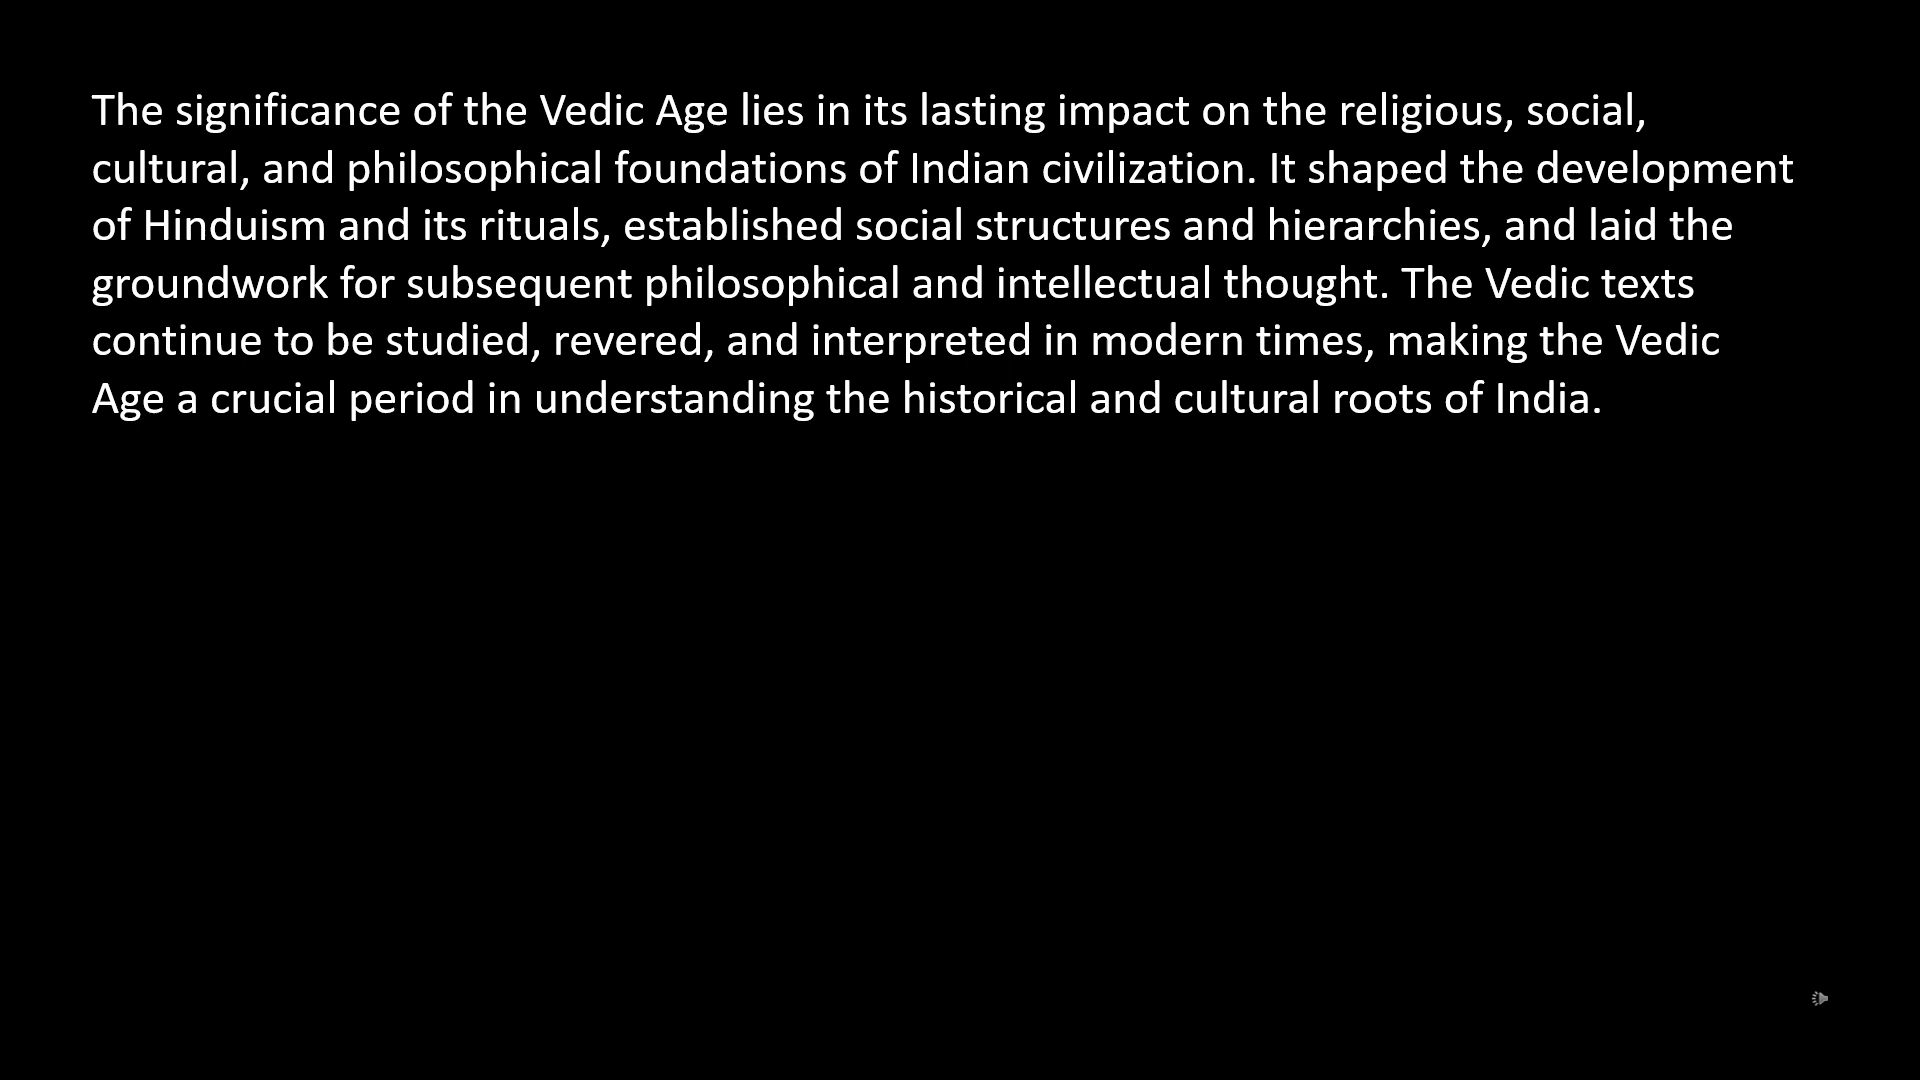 The significance of the Vedic Age lies in its lasting impact on the religious, social,
cultural, and philosophical foundations of Indian civilization. It shaped the development
of Hinduism and its rituals, established social structures and hierarchies, and laid the
groundwork for subsequent philosophical and intellectual thought. The Vedic texts
continue to be studied, revered, and interpreted in modern times, making the Vedic
Age a crucial period in understanding the historical and cultural roots of India.